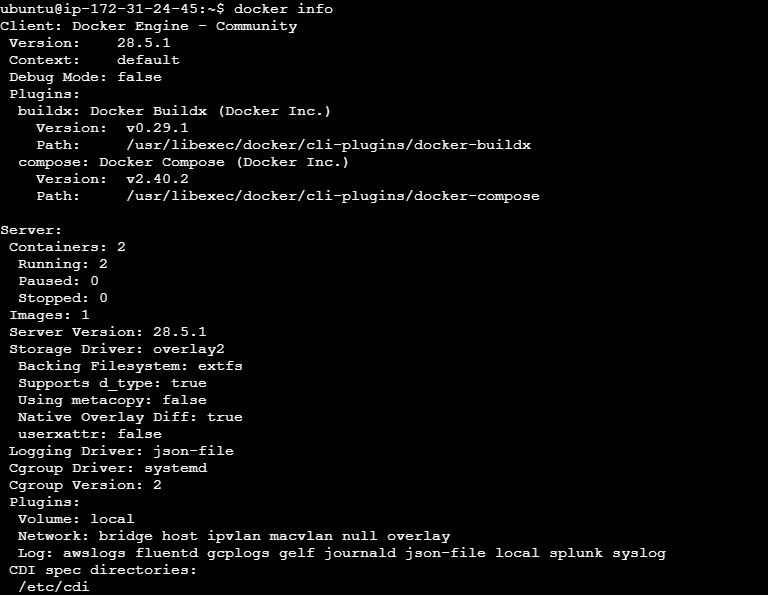 ubuntu@ip-172-31-24-45:~$ docker info
Client: Docker Engine - Community
 Version:    28.5.1
 Context:    default
 Debug Mode: false
 Plugins:
  buildx: Docker Buildx (Docker Inc.)
    Version:  v0.29.1
    Path:     /usr/libexec/docker/cli-plugins/docker-buildx
  compose: Docker Compose (Docker Inc.)
    Version:  v2.40.2
    Path:     /usr/libexec/docker/cli-plugins/docker-compose

Server:
 Containers: 2
  Running: 2
  Paused: 0
  Stopped: 0
 Images: 1
 Server Version: 28.5.1
 Storage Driver: overlay2
  Backing Filesystem: extfs
  Supports d_type: true
  Using metacopy: false
  Native Overlay Diff: true
  userxattr: false
 Logging Driver: json-file
 Cgroup Driver: systemd
 Cgroup Version: 2
 Plugins:
  Volume: local
  Network: bridge host ipvlan macvlan null overlay
  Log: awslogs fluentd gcplogs gelf journald json-file local splunk syslog
 CDI spec directories:
  /etc/cdi